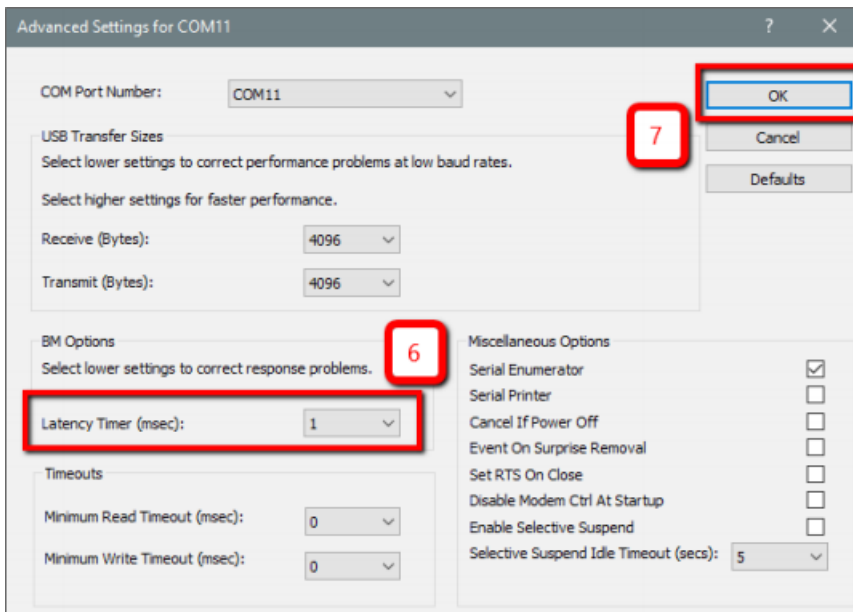 Advanced Settings for COM11 ?
COM Port Number: COM11 OK
7
USB Transfer Sizes Cancel
Select lower settings to correct performance problems at low baud rates.
Defaults
Select higher settings for faster performance.
Receive (Bytes): 4096
Transmit (Bytes): 4096
BM Options
6
Select lower settings to correct response problems.
Latency Timer (msec): 1
Timeouts
Minimum Read Timeout (msec): 0
Minimum Write Timeout (msec): 0
Miscellaneous Options
Serial Enumerator
Serial Printer
Cancel If Power Off
Event On Surprise Removal
Set RTS On Close
Disable Modem Ctrl At Startup
Enable Selective Suspend
Selective Suspend Idle Timeout (secs): 5